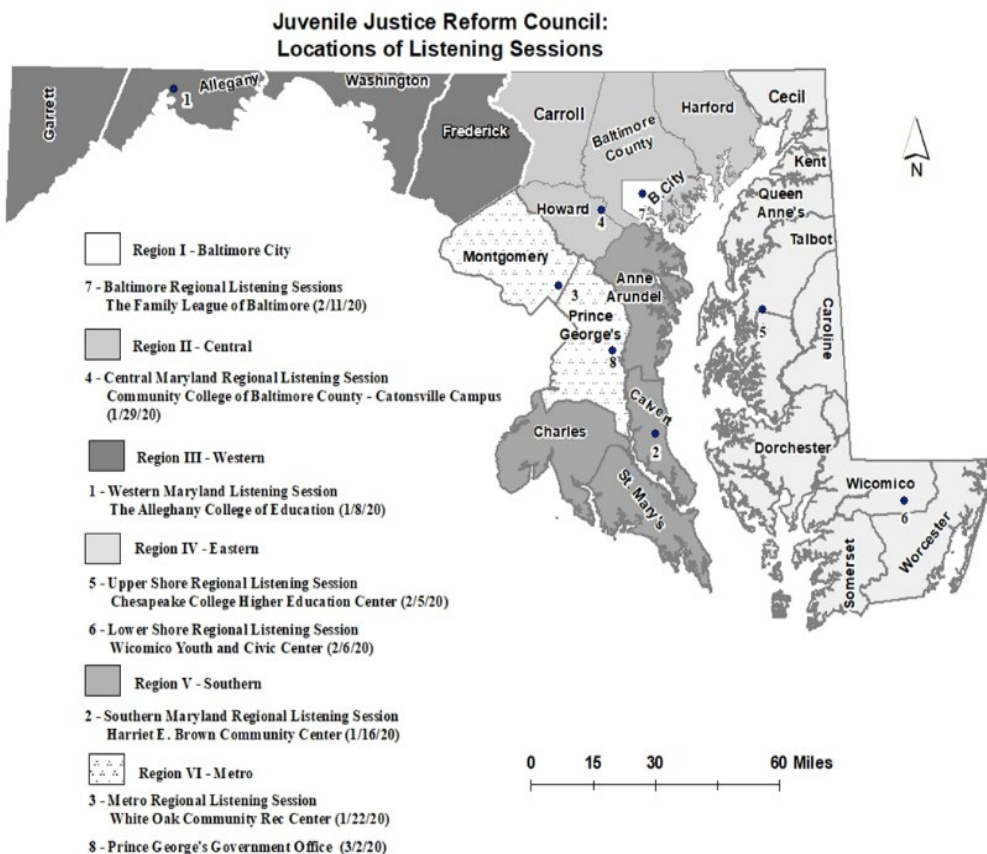 Juvenile Justice Reform Council:
Locations of Listening Sessions
Garrett
Allegany
1
Washington
Frederick
Carroll
Baltimore
County
Harford
Cecil
Kent
Queen
Anne's
Talbot
Caroline
B.City
7
Howard
4
Montgomery
3
Anne
Arundel
Prince
George's
8
5
Calvert
2
Charles
St. Mary's
Dorchester
Wicomico
6
Somerset
Worcester
N
Region I - Baltimore City
7 - Baltimore Regional Listening Sessions
The Family League of Baltimore (2/11/20)
Region II - Central
4 - Central Maryland Regional Listening Session
Community College of Baltimore County - Catonsville Campus
(1/29/20)
Region III - Western
1 - Western Maryland Listening Session
The Alleghany College of Education (1/8/20)
Region IV - Eastern
5 - Upper Shore Regional Listening Session
Chesapeake College Higher Education Center (2/5/20)
6 - Lower Shore Regional Listening Session
Wicomico Youth and Civic Center (2/6/20)
Region V - Southern
2 - Southern Maryland Regional Listening Session
Harriet E. Brown Community Center (1/16/20)
Region VI - Metro
3 - Metro Regional Listening Session
White Oak Community Rec Center (1/22/20)
8 - Prince George's Government Office (3/2/20)
0 15 30 60 Miles